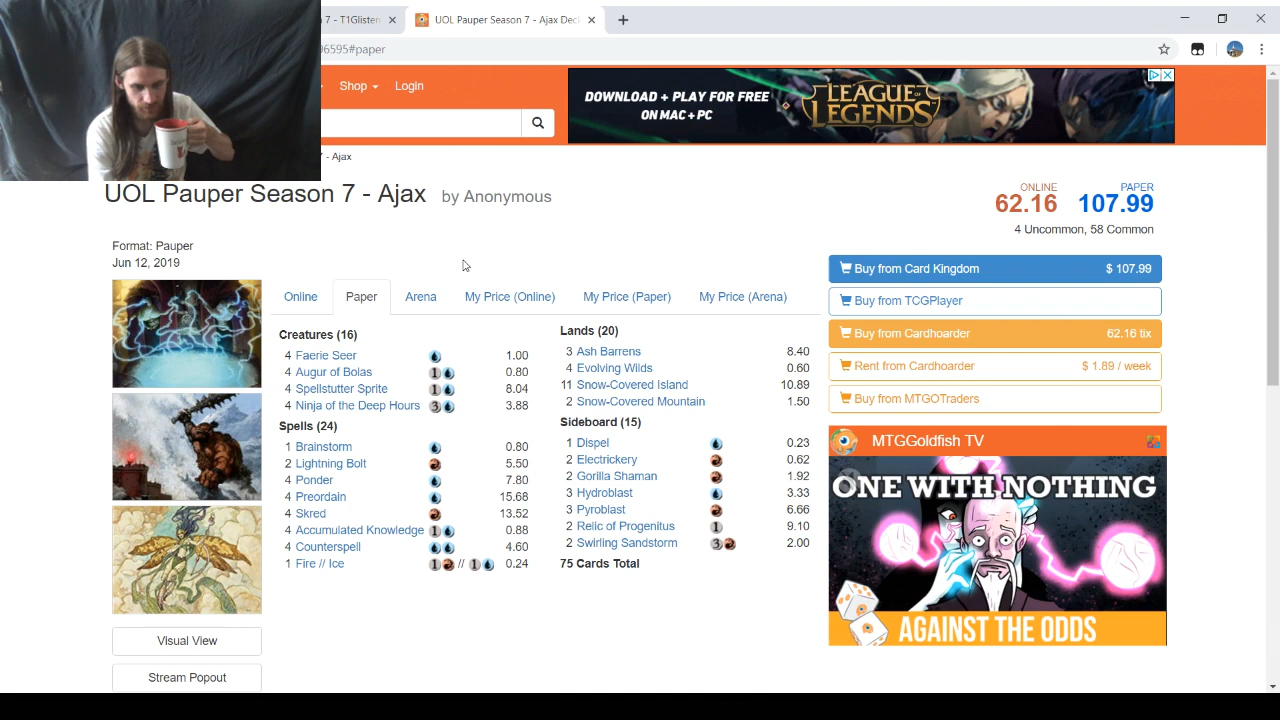 7 - T1Glisten
UOL Pauper Season 7 - Ajax Deck
96595#paper
Shop
Login
DOWNLOAD + PLAY FOR FREE
ON MAC + PC
LEAGUE OF
LEGENDS
7 - Ajax
UOL Pauper Season 7 - Ajax by Anonymous
ONLINE PAPER
62.16 107.99
4 Uncommon, 58 Common
Format: Pauper
Jun 12, 2019
Online Paper Arena My Price (Online) My Price (Paper) My Price (Arena)
Creatures (16)
4 Faerie Seer 1.00
4 Augur of Bolas 1 0.80
4 Spellstutter Sprite 1 8.04
4 Ninja of the Deep Hours 3 3.88
Spells (24)
1 Brainstorm 0.80
2 Lightning Bolt 5.50
4 Ponder 7.80
4 Preordain 15.68
4 Skred 13.52
4 Accumulated Knowledge 1 0.88
4 Counterspell 4.60
1 Fire // Ice 1 // 1 0.24
Lands (20)
3 Ash Barrens 8.40
4 Evolving Wilds 0.60
11 Snow-Covered Island 10.89
2 Snow-Covered Mountain 1.50
Sideboard (15)
1 Dispel 0.23
2 Electrickery 0.62
2 Gorilla Shaman 1.92
3 Hydroblast 3.33
3 Pyroblast 6.66
2 Relic of Progenitus 1 9.10
2 Swirling Sandstorm 3 2.00
75 Cards Total
Buy from Card Kingdom $ 107.99
Buy from TCGPlayer
Buy from Cardhoarder 62.16 tix
Rent from Cardhoarder $ 1.89 / week
Buy from MTGOTraders
MTGGoldfish TV
ONE WITH NOTHING
AGAINST THE ODDS
Visual View
Stream Popout